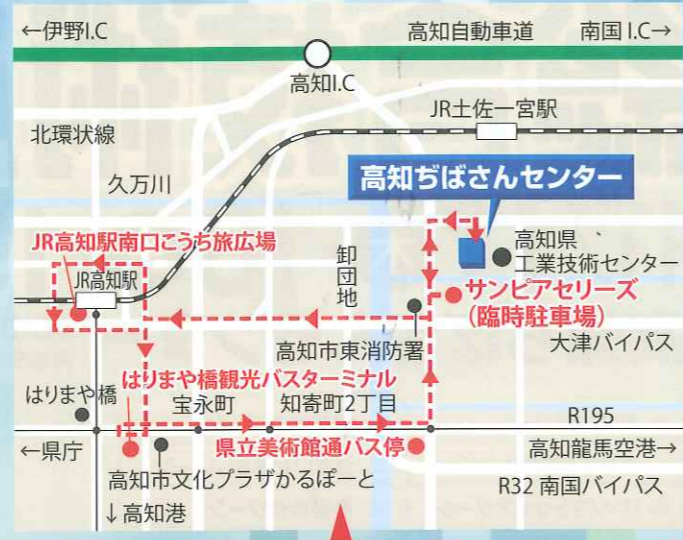 ←伊野I.C
高知自動車道
南国I.C→
高知I.C
JR土佐一宮駅
北環状線
久万川
高知ぢばさんセンター
JR高知駅南口こうち旅広場
JR高知駅
卸団地
高知県
工業技術センター
サンピアセリーズ
(臨時駐車場)
高知市東消防署
大津バイパス
はりまや橋観光バスターミナル
はりまや橋
宝永町
知寄町2丁目
R195
←県庁
県立美術館通バス停
高知龍馬空港→
高知市文化プラザかるぽーと
R32 南国バイパス
↓高知港